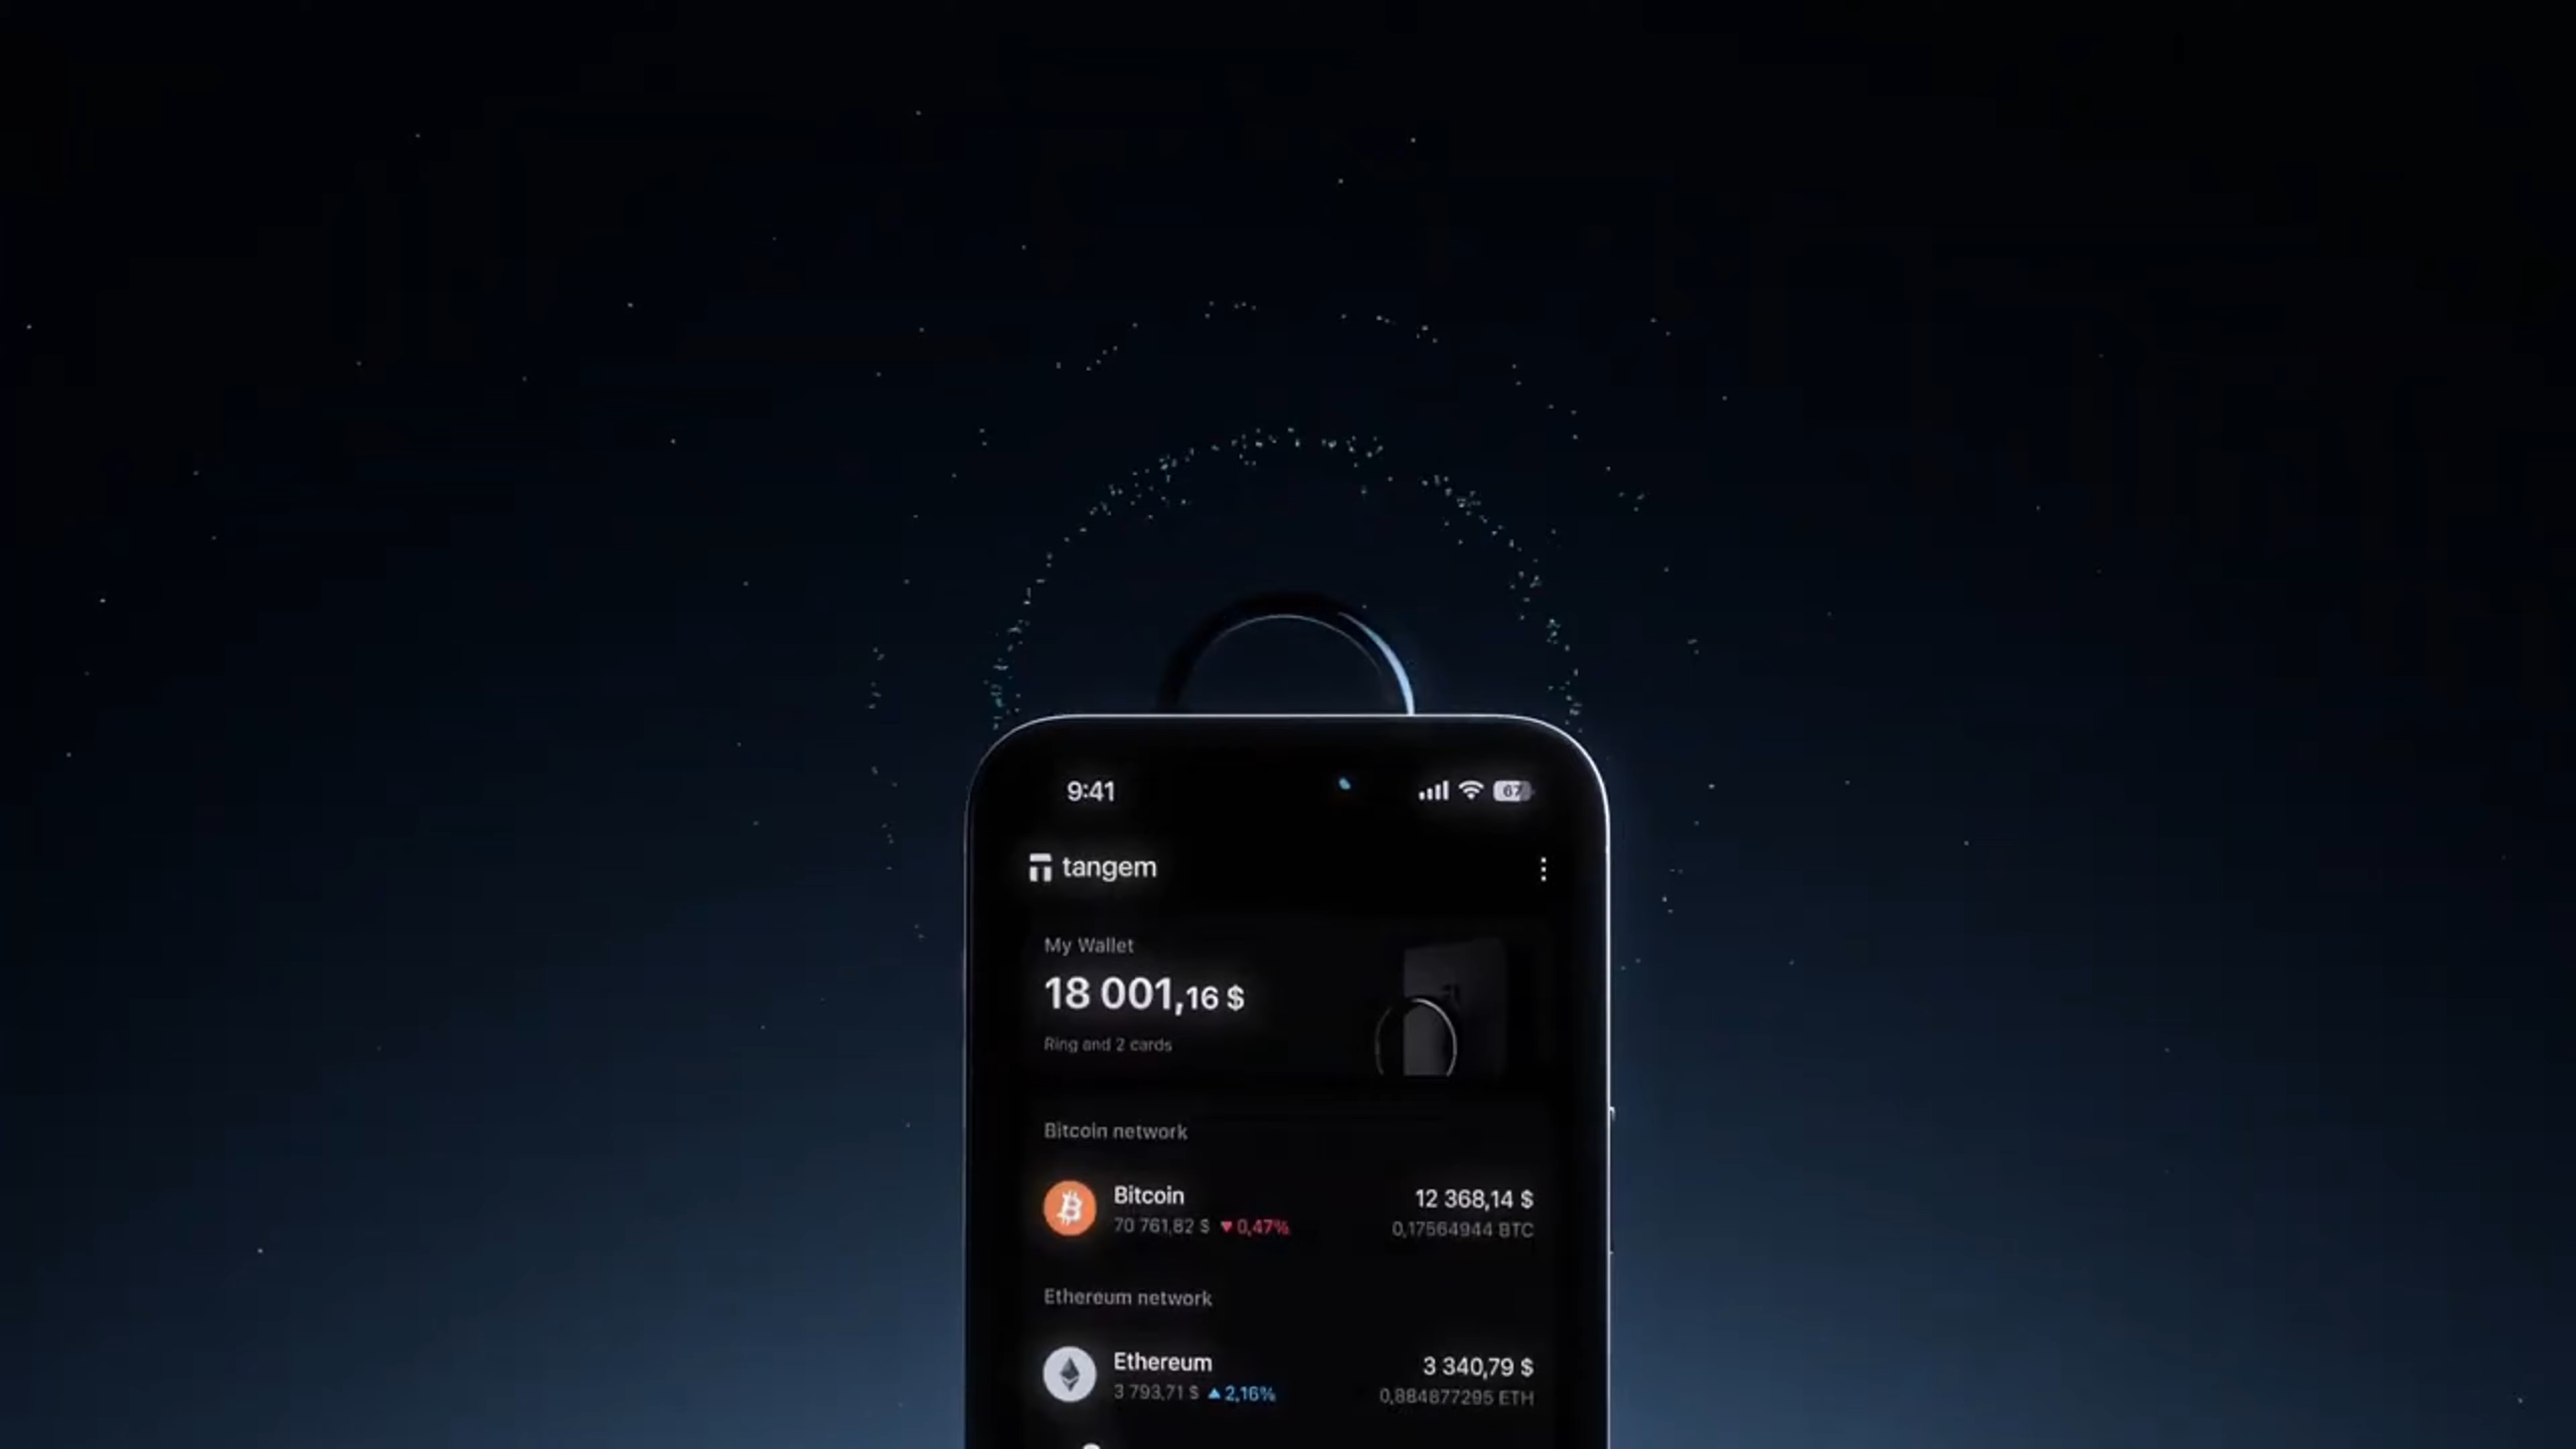 9:41
67
tangem
My Wallet
18 001,16 $
Ring and 2 cards
Bitcoin network
Bitcoin
12 368,14 $
70 761,82 $ ▼ 0,47%
0,17564944 BTC
Ethereum network
Ethereum
3 340,79 $
3 793,71 $ ▲ 2,16%
0,884877295 ETH